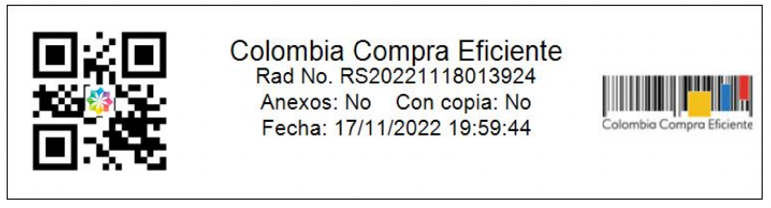 Colombia Compra Eficiente
Rad No. RS20221118013924
Anexos: No Con copia: No
Fecha: 17/11/2022 19:59:44
Colombia Compra Eficiente